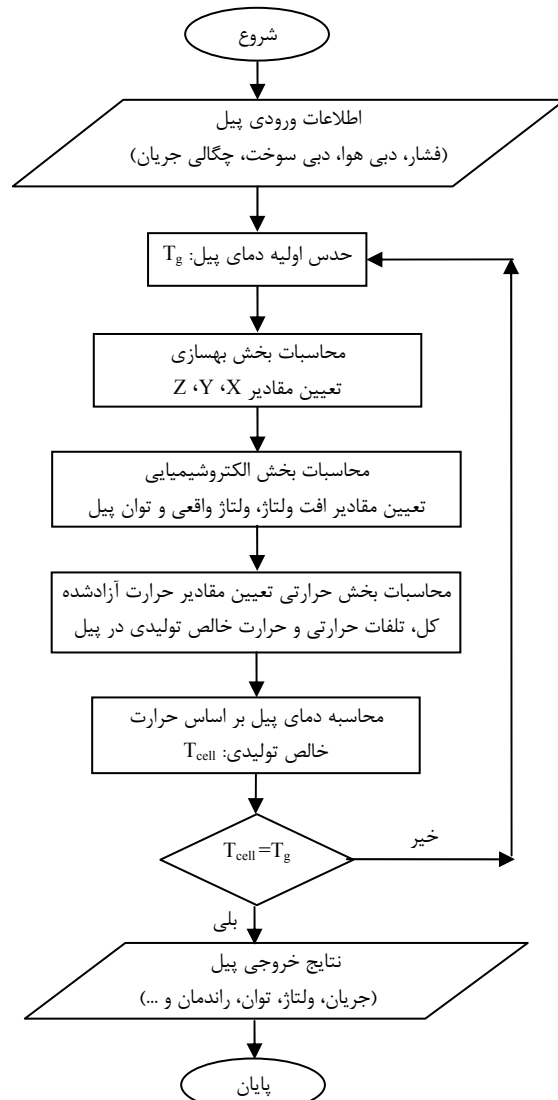 شروع
اطلاعات ورودی پیل
(فشار، دبی هوا، دبی سوخت، چگالی جریان)
حدس اولیه دمای پیل: Tg
محاسبات بخش بهسازی
تعیین مقادیر X، Y، Z
محاسبات بخش الکتروشیمیایی
تعیین مقادیر افت ولتاژ، ولتاژ واقعی و توان پیل
محاسبات بخش حرارتی تعیین مقادیر حرارت آزادشده
کل، تلفات حرارتی و حرارت خالص تولیدی در پیل
محاسبه دمای پیل بر اساس حرارت
خالص تولیدی: Tcell
Tcell=Tg
خیر
بلی
نتایج خروجی پیل
(جریان، ولتاژ، توان، راندمان و ...)
پایان